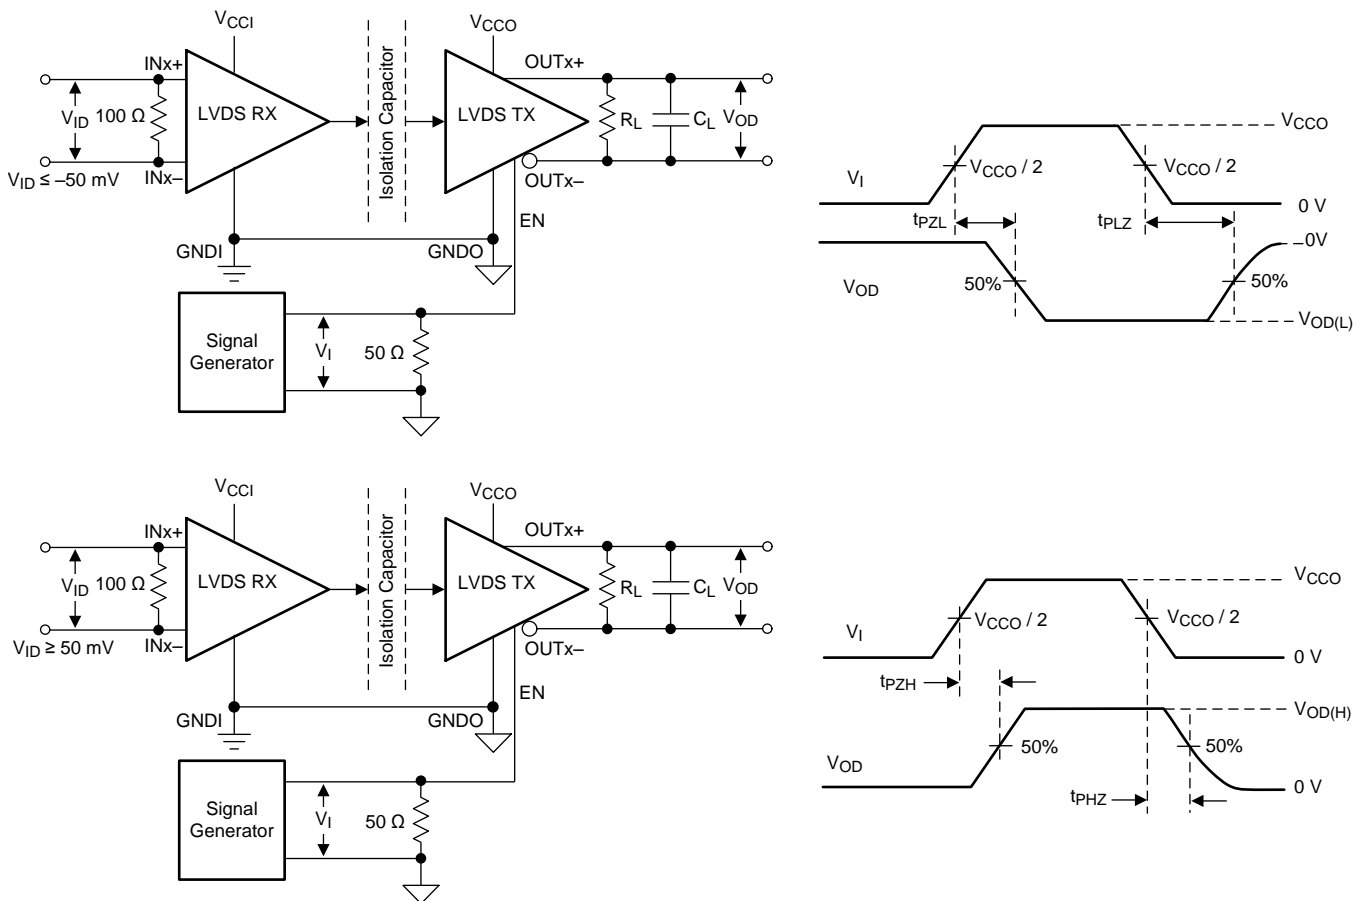 VCCI
VCCO
INx+
OUTx+
VID
100 Ω
LVDS RX
Isolation Capacitor
LVDS TX
RL
CL
VOD
INx–
VID ≤ –50 mV
OUTx–
EN
GNDI
GNDO
Signal
Generator
VI
50 Ω
VCCO
VCCO / 2
VCCO / 2
VI
0 V
tPZL
tPLZ
0V
VOD
50%
50%
VOD(L)
VCCI
VCCO
INx+
OUTx+
VID
100 Ω
LVDS RX
Isolation Capacitor
LVDS TX
RL
CL
VOD
INx–
VID ≥ 50 mV
OUTx–
EN
GNDI
GNDO
Signal
Generator
VI
50 Ω
VCCO
VCCO / 2
VCCO / 2
VI
0 V
tPZH
VOD(H)
50%
50%
VOD
0 V
tPHZ